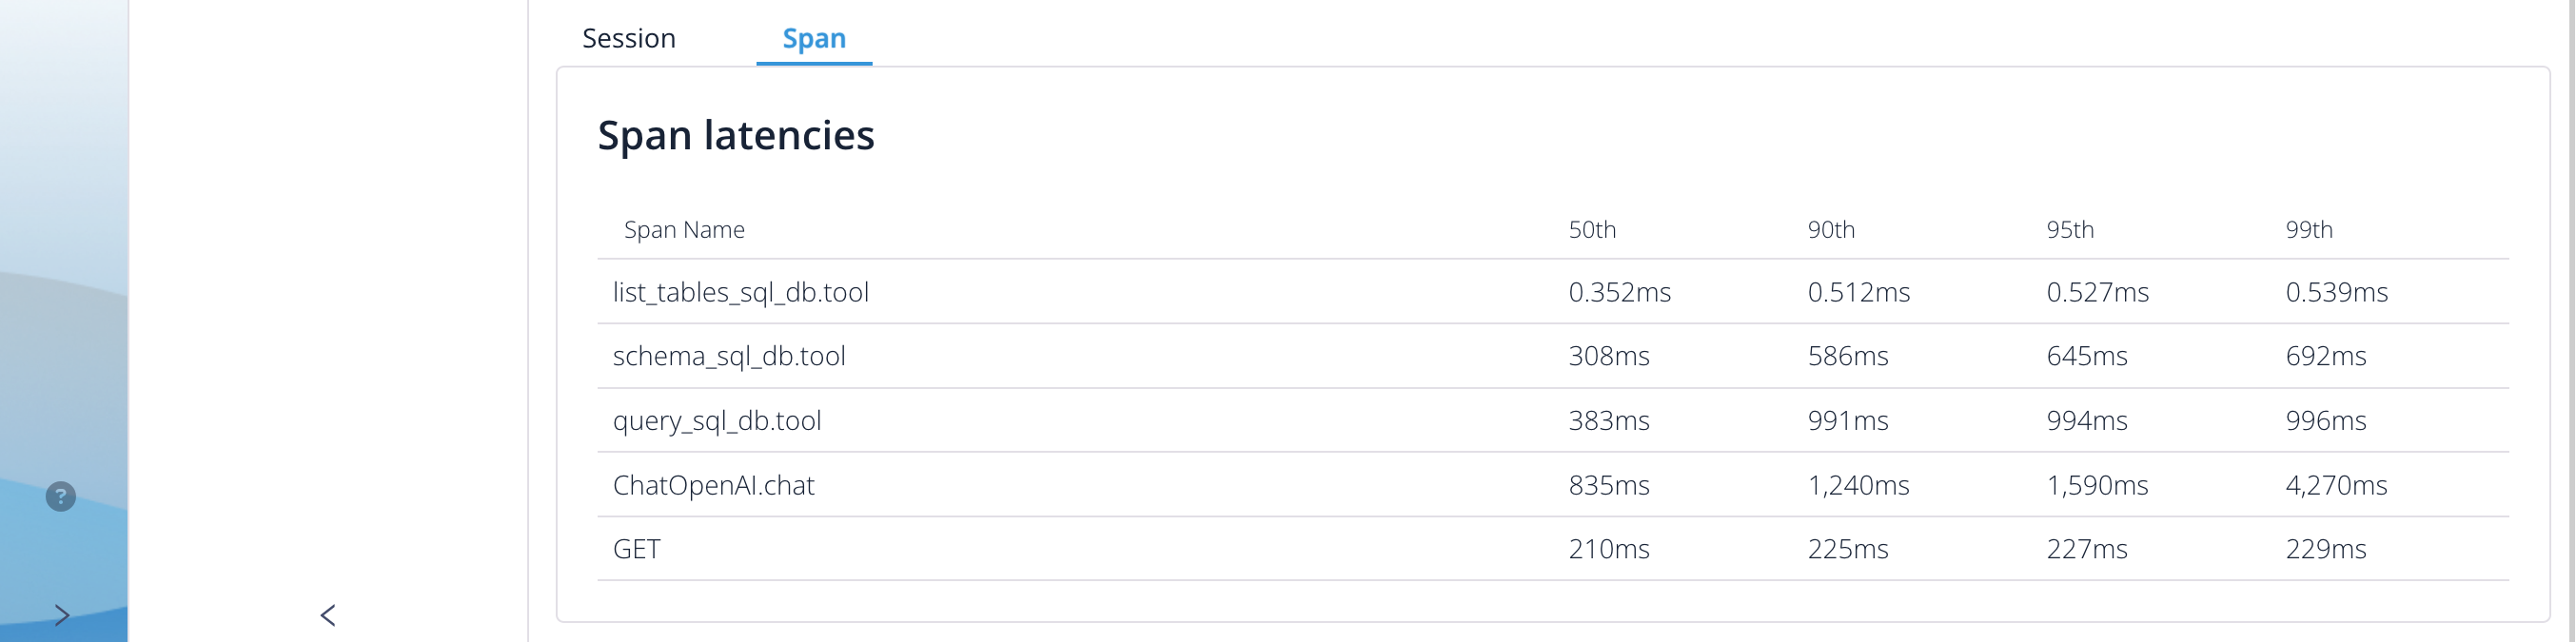 Session Span
Span latencies
Span Name 50th 90th 95th 99th
list_tables_sql_db.tool 0.352ms 0.512ms 0.527ms 0.539ms
schema_sql_db.tool 308ms 586ms 645ms 692ms
query_sql_db.tool 383ms 991ms 994ms 996ms
ChatOpenAI.chat 835ms 1,240ms 1,590ms 4,270ms
GET 210ms 225ms 227ms 229ms
?